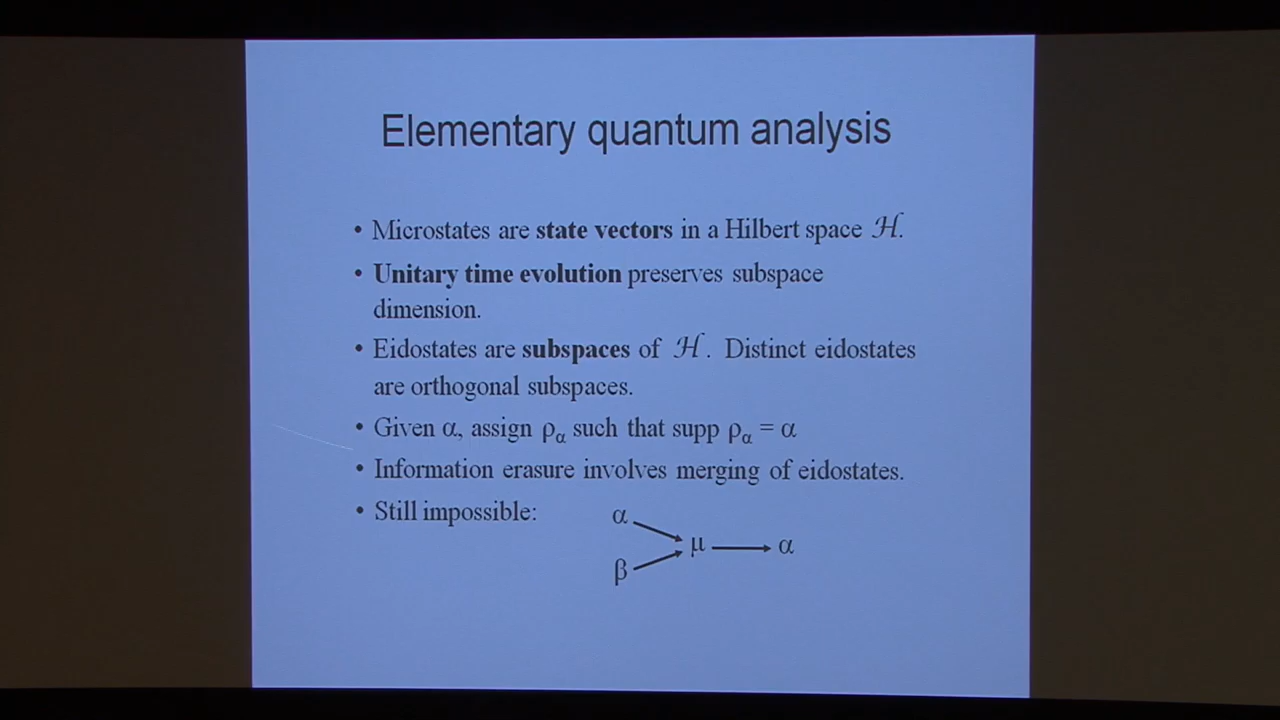 Elementary quantum analysis
• Microstates are state vectors in a Hilbert space ℋ.
• Unitary time evolution preserves subspace
dimension.
• Eidostates are subspaces of ℋ. Distinct eidostates
are orthogonal subspaces.
• Given α, assign ρα such that supp ρα = α
• Information erasure involves merging of eidostates.
• Still impossible:
α
μ
α
β